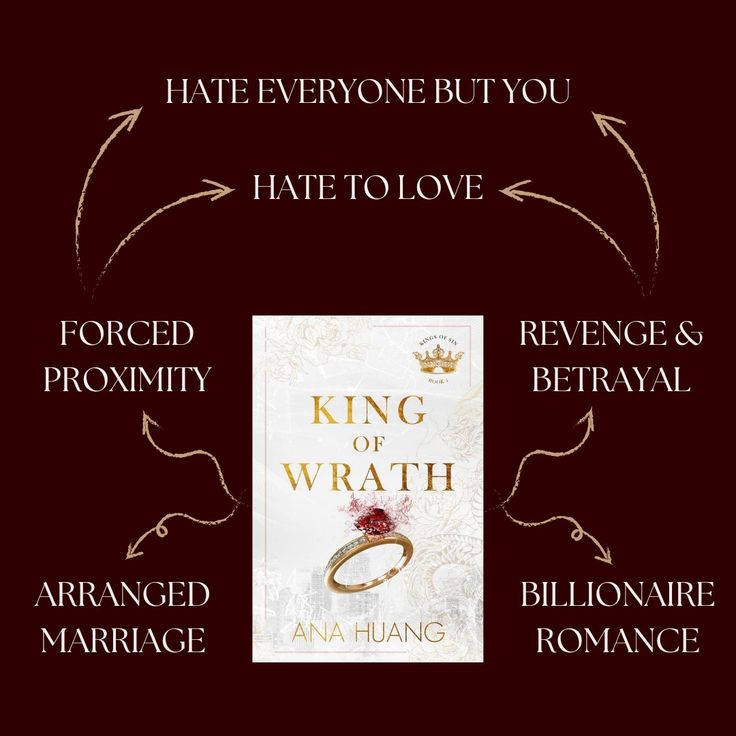 HATE EVERYONE BUT YOU
HATE TO LOVE
FORCED
PROXIMITY
REVENGE &
BETRAYAL
KINGS OF SIN
BOOK 1
KING
OF
WRATH
ANA HUANG
ARRANGED
MARRIAGE
BILLIONAIRE
ROMANCE